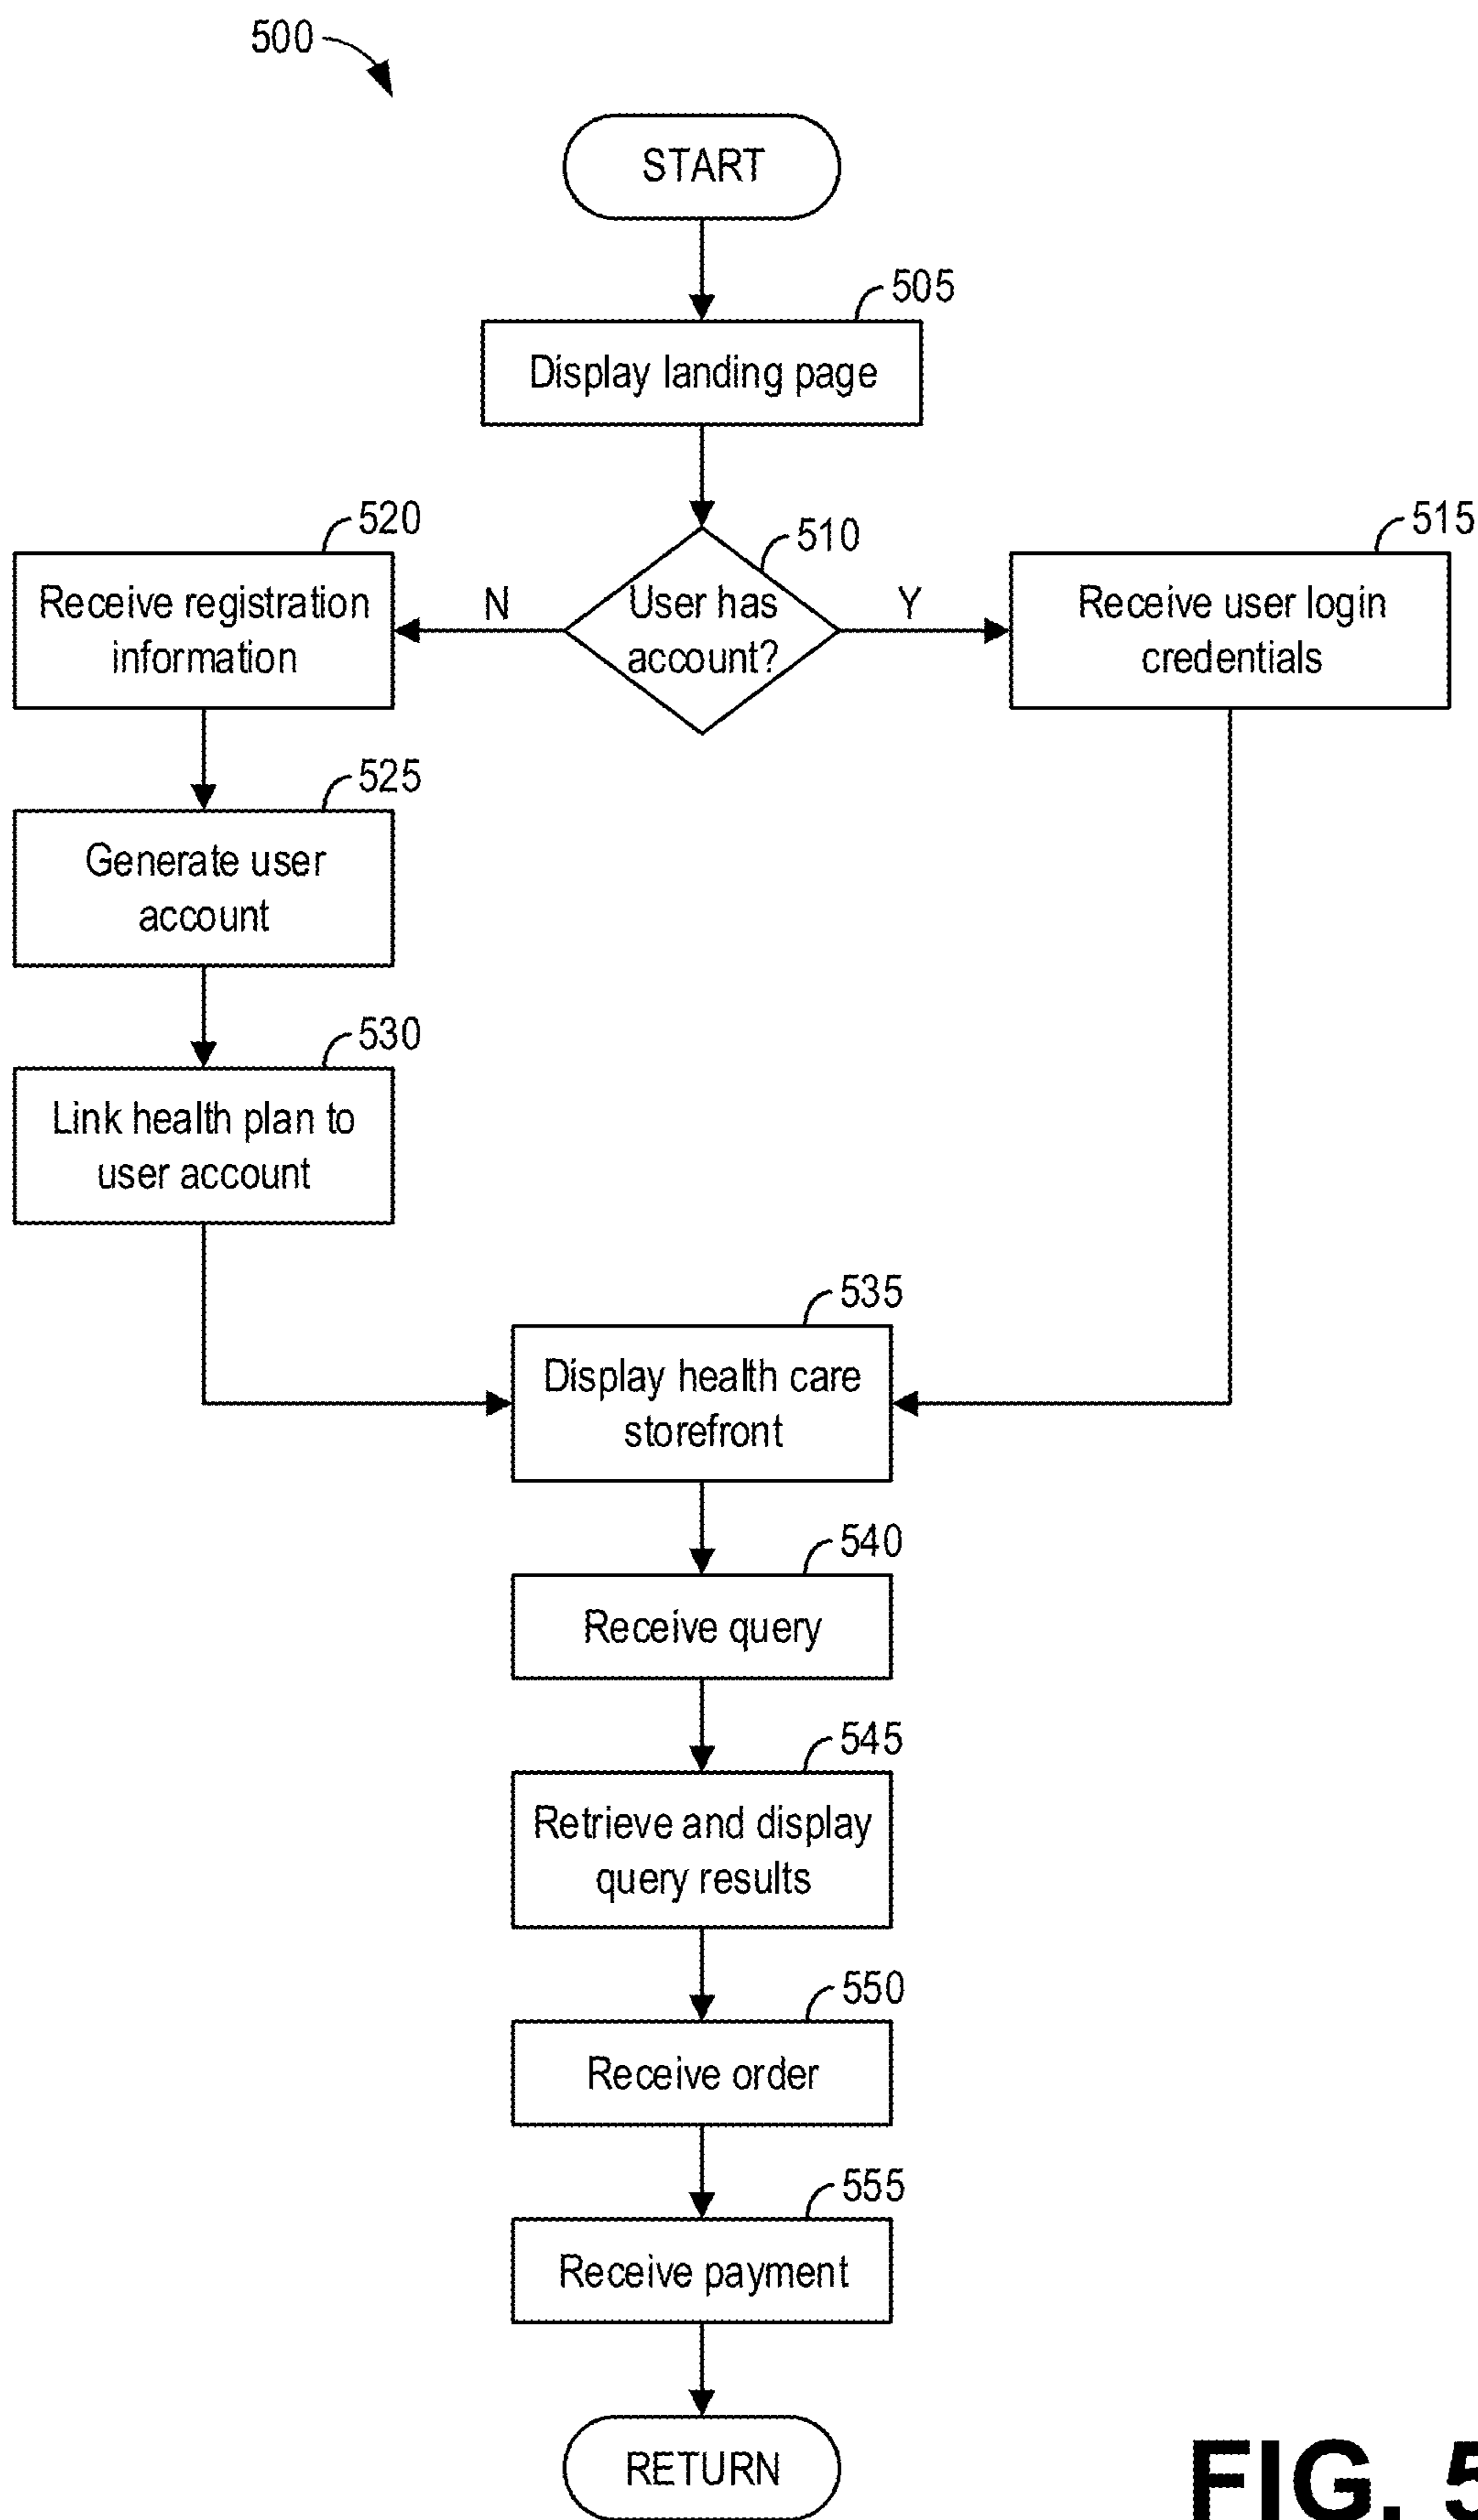 500
START
505
Display landing page
520
510
515
Receive registration
information
N
User has
account?
Y
Receive user login
credentials
525
Generate user
account
530
Link health plan to
user account
535
Display health care
storefront
540
Receive query
545
Retrieve and display
query results
550
Receive order
555
Receive payment
RETURN
FIG. 5